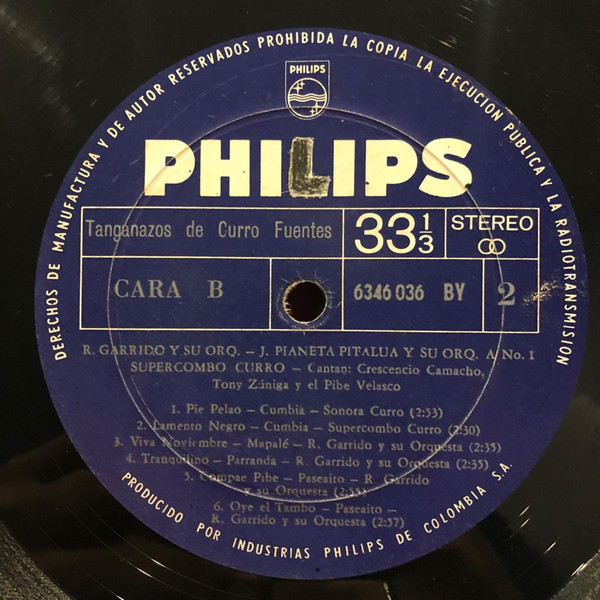 DERECHOS DE MANUFACTURA Y DE AUTOR RESERVADOS PROHIBIDA LA COPIA LA EJECUCION PUBLICA Y LA RADIOTRANSMISION
PHILIPS
PHILIPS
Tanganazos de Curro Fuentes
33 1/3
STEREO
CARA B
6346 036 BY
2
R. GARRIDO Y SU ORQ. – J. PIANETA PITALUA Y SU ORQ. A No. 1
SUPERCOMBO CURRO – Cantan: Crescencio Camacho,
Tony Zúniga y el Pibe Velasco
1. Pie Pelao – Cumbia – Sonora Curro (2:53)
2. Lamento Negro – Cumbia – Supercombo Curro (2:30)
3. Viva Noviembre – Mapalé – R. Garrido y su Orquesta (2:35)
4. Tranquilino – Parranda – R. Garrido y su Orquesta (2:35)
5. Compae Pibe – Paseaito – R. Garrido
y su Orquesta (2:55)
6. Oye el Tambo – Paseaito –
R. Garrido y su Orquesta (2:37)
PRODUCIDO POR INDUSTRIAS PHILIPS DE COLOMBIA S.A.